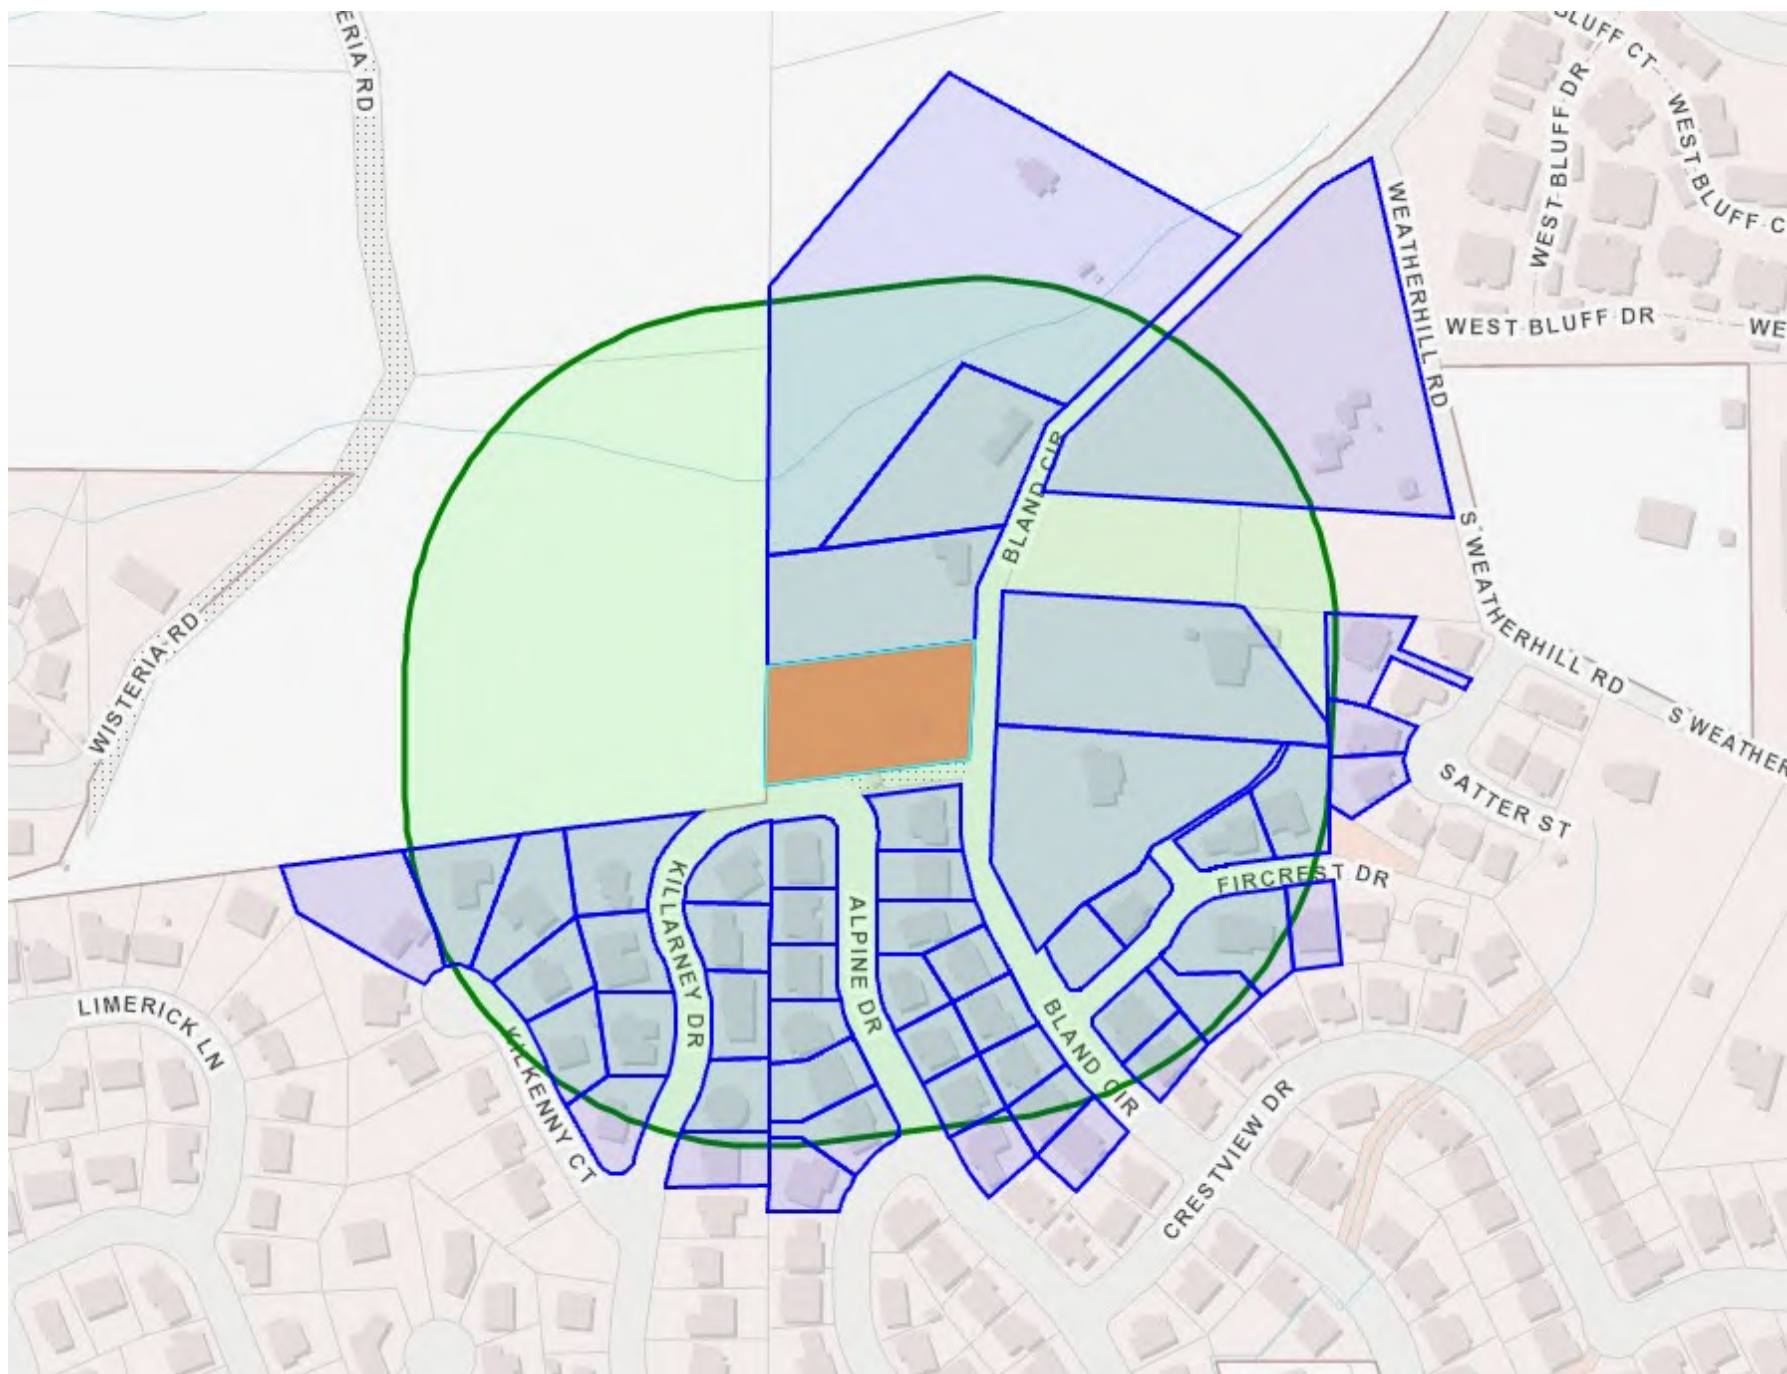 ERIA RD
BLUFF CT
WEST BLUFF DR
WEST BLUFF C
WEATHERHILL RD
WEST BLUFF DR
WE
BLAND CIR
S WEATHERHILL RD
WISTERIA RD
S WEATHER
SATTER ST
KILLARNEY DR
FIRCREST DR
ALPINE DR
LIMERICK LN
BLAND CIR
KILKENNY CT
CRESTVIEW DR